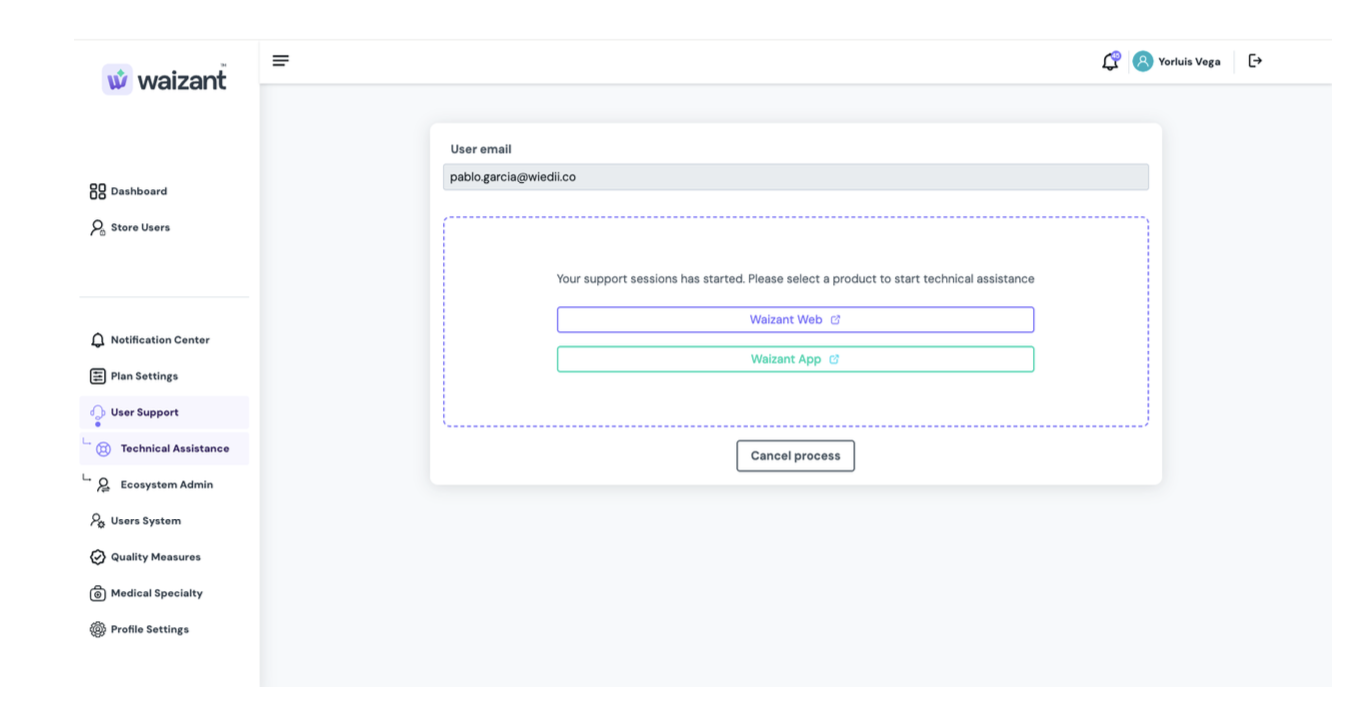 waizant
Yorluis Vega
Dashboard
Store Users
Notification Center
Plan Settings
User Support
Technical Assistance
Ecosystem Admin
Users System
Quality Measures
Medical Specialty
Profile Settings
User email
pablo.garcia@wiedii.co
Your support sessions has started. Please select a product to start technical assistance
Waizant Web
Waizant App
Cancel process